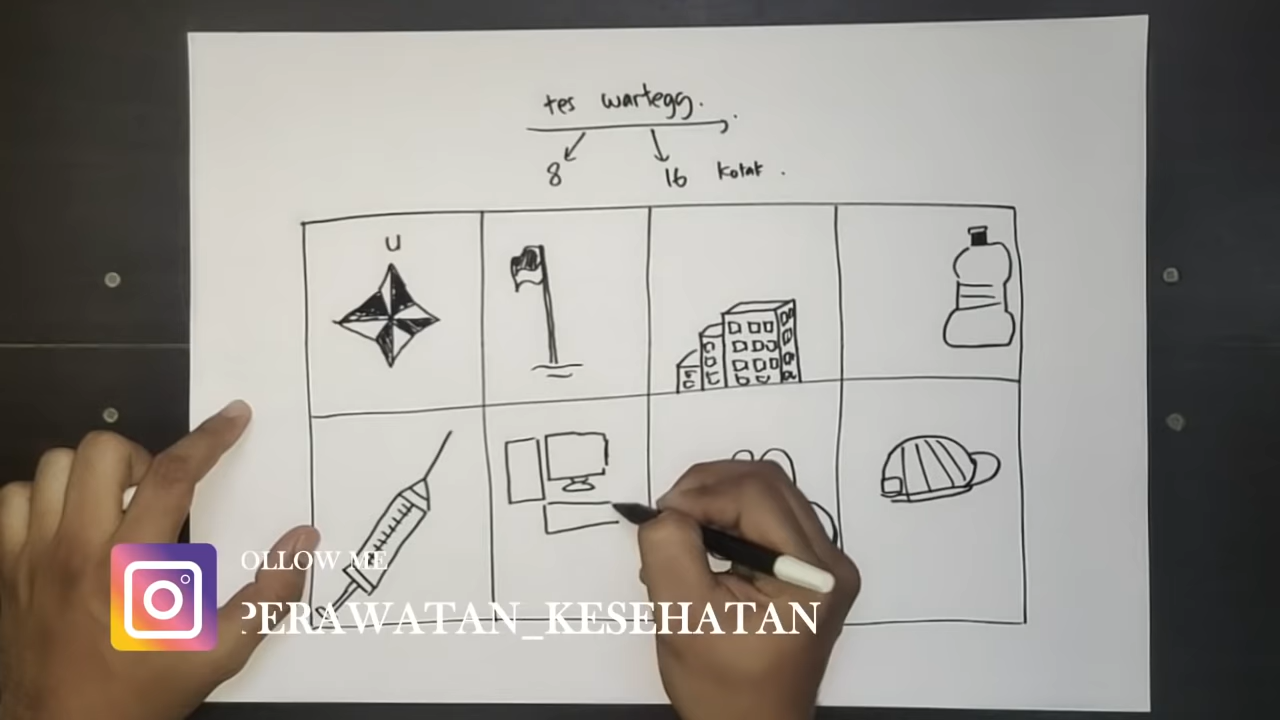 tes wartegg.
8 16 kotak.
U
OLLOW ME
PERAWATAN_KESEHATAN